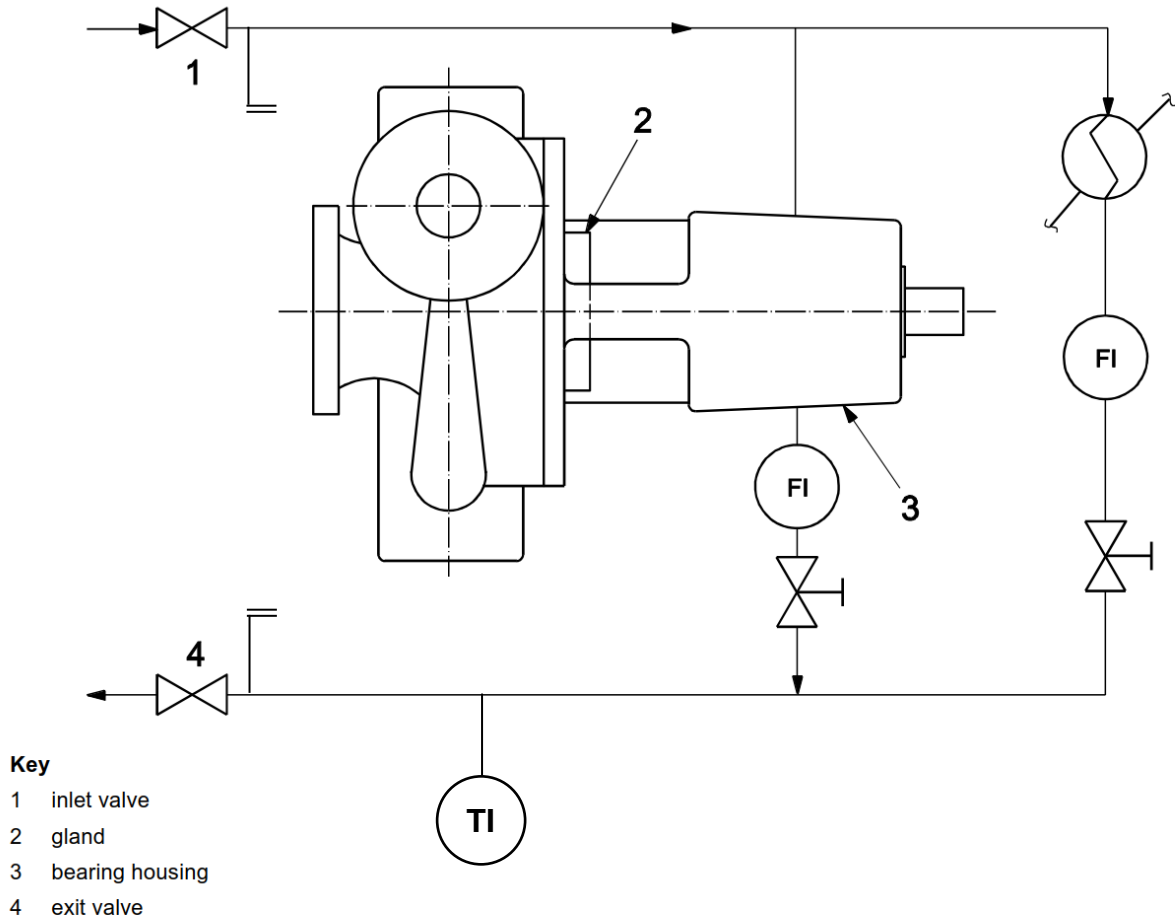 1
2
FI
FI
3
4
TI
Key
1 inlet valve
2 gland
3 bearing housing
4 exit valve